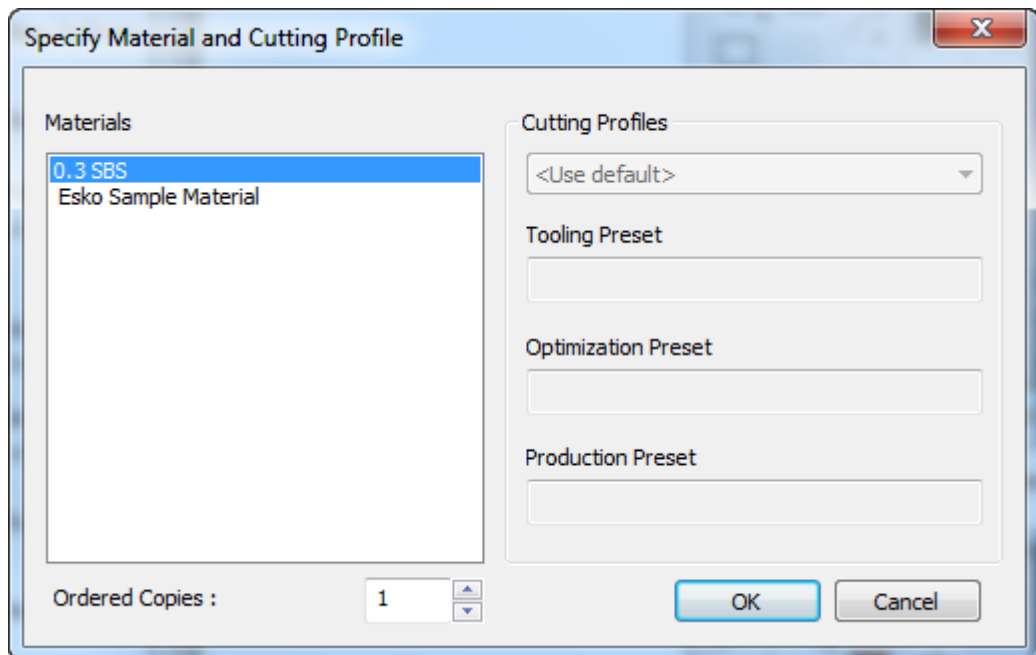 Specify Material and Cutting Profile
Materials
0.3 SBS
Esko Sample Material
Ordered Copies :
1
Cutting Profiles
<Use default>
Tooling Preset
Optimization Preset
Production Preset
OK
Cancel